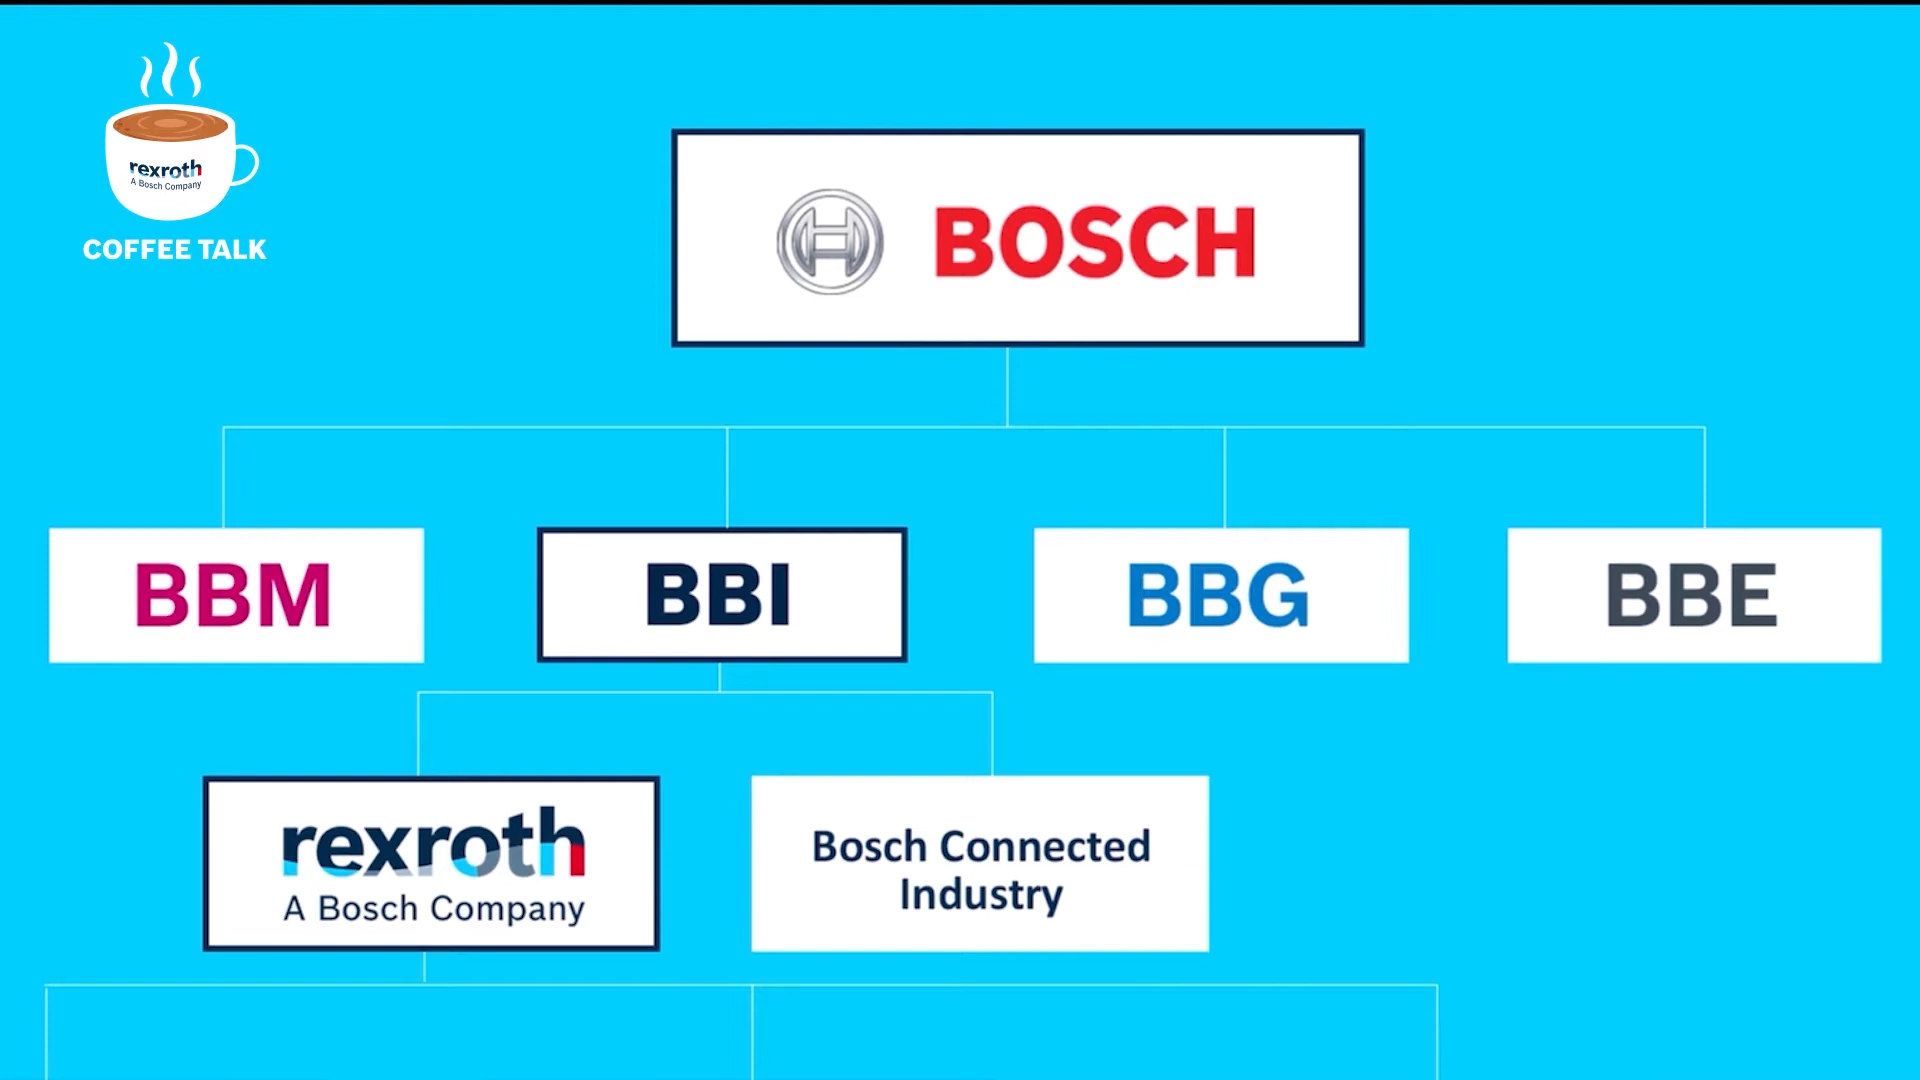 rexroth
A Bosch Company
COFFEE TALK
BOSCH
BBM
BBI
BBG
BBE
rexroth
A Bosch Company
Bosch Connected
Industry